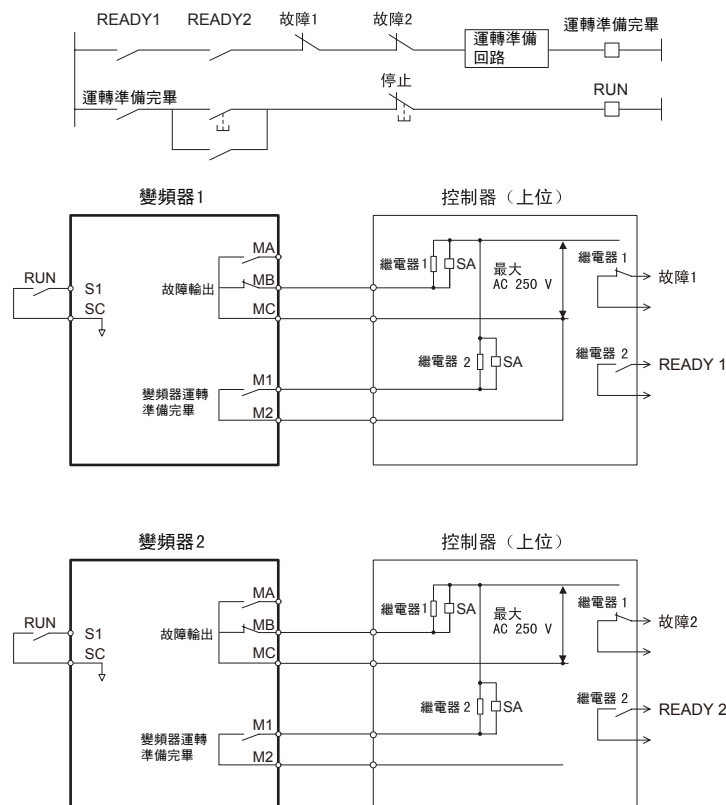 READY1 READY2 故障1 故障2 運轉準備完畢
運轉準備
回路
運轉準備完畢 停止 RUN
變頻器1
控制器（上位）
RUN
S1
SC
故障輸出
MA
MB
MC
變頻器運轉
準備完畢
M1
M2
繼電器1 SA
最大
AC 250 V
繼電器 2 SA
繼電器 1
故障1
繼電器 2
READY 1
變頻器2
控制器（上位）
RUN
S1
SC
故障輸出
MA
MB
MC
變頻器運轉
準備完畢
M1
M2
繼電器1 SA
最大
AC 250 V
繼電器 2 SA
繼電器 1
故障2
繼電器 2
READY 2